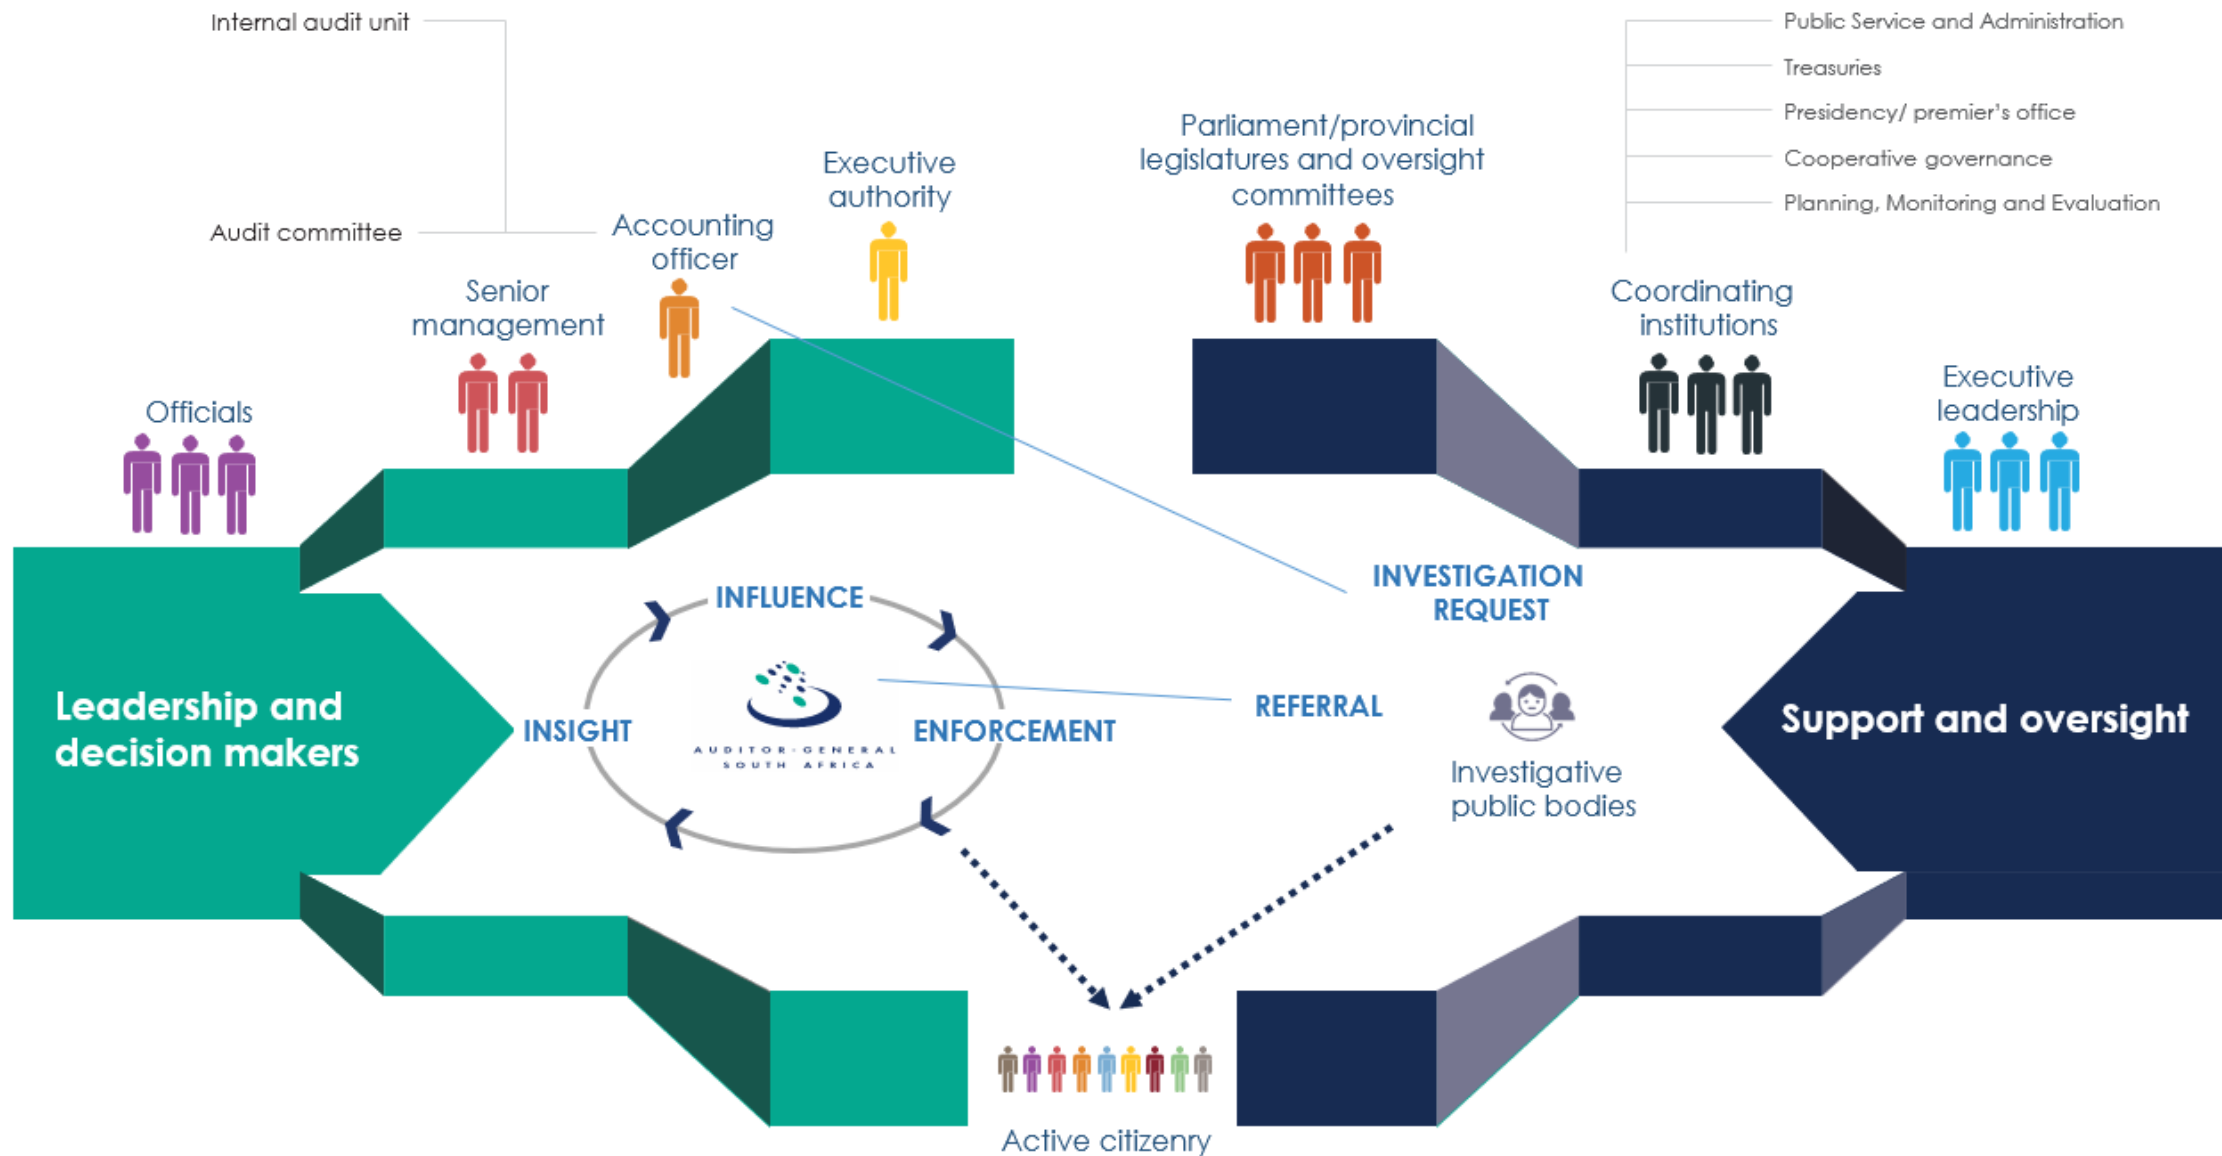 Internal audit unit
Audit committee
Public Service and Administration
Treasuries
Presidency/ premier's office
Cooperative governance
Planning, Monitoring and Evaluation
Officials
Senior
management
Accounting
officer
Executive
authority
Parliament/provincial
legislatures and oversight
committees
Coordinating
institutions
Executive
leadership
Leadership and
decision makers
INFLUENCE
INSIGHT
ENFORCEMENT
AUDITOR-GENERAL
SOUTH AFRICA
INVESTIGATION
REQUEST
REFERRAL
Investigative
public bodies
Support and oversight
Active citizenry